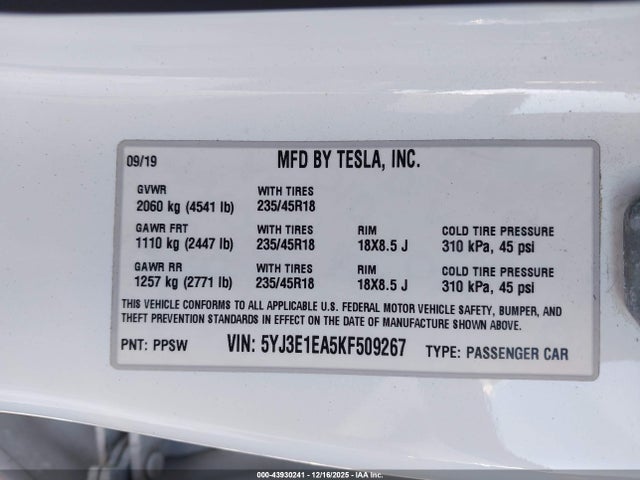 09/19 MFD BY TESLA, INC.
GVWR WITH TIRES
2060 kg (4541 lb) 235/45R18
GAWR FRT WITH TIRES RIM COLD TIRE PRESSURE
1110 kg (2447 lb) 235/45R18 18X8.5 J 310 kPa, 45 psi
GAWR RR WITH TIRES RIM COLD TIRE PRESSURE
1257 kg (2771 lb) 235/45R18 18X8.5 J 310 kPa, 45 psi
THIS VEHICLE CONFORMS TO ALL APPLICABLE U.S. FEDERAL MOTOR VEHICLE SAFETY, BUMPER, AND
THEFT PREVENTION STANDARDS IN EFFECT ON THE DATE OF MANUFACTURE SHOWN ABOVE.
PNT: PPSW VIN: 5YJ3E1EA5KF509267 TYPE: PASSENGER CAR
000-43930241 - 12/16/2025 - IAAI, Inc.